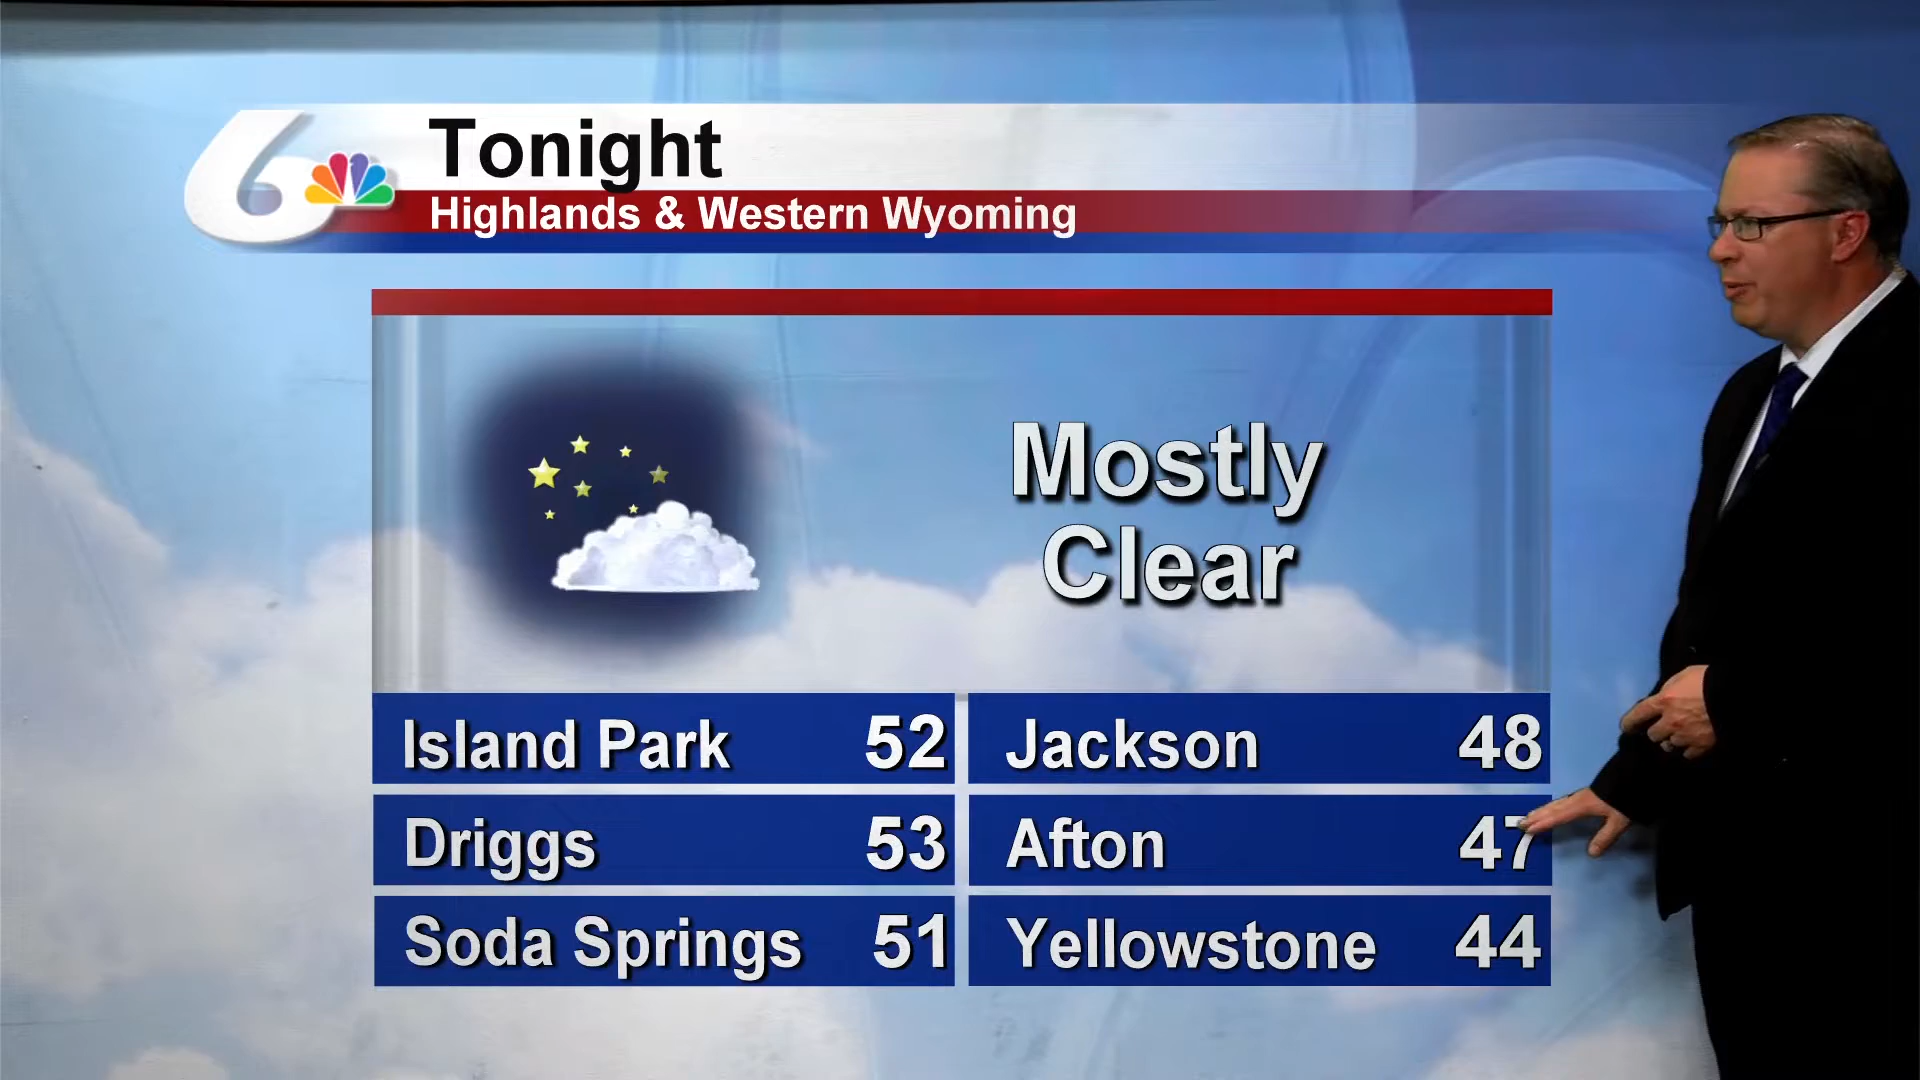 6
Tonight
Highlands & Western Wyoming
Mostly
Clear
Island Park 52
Jackson 48
Driggs 53
Afton 47
Soda Springs 51
Yellowstone 44